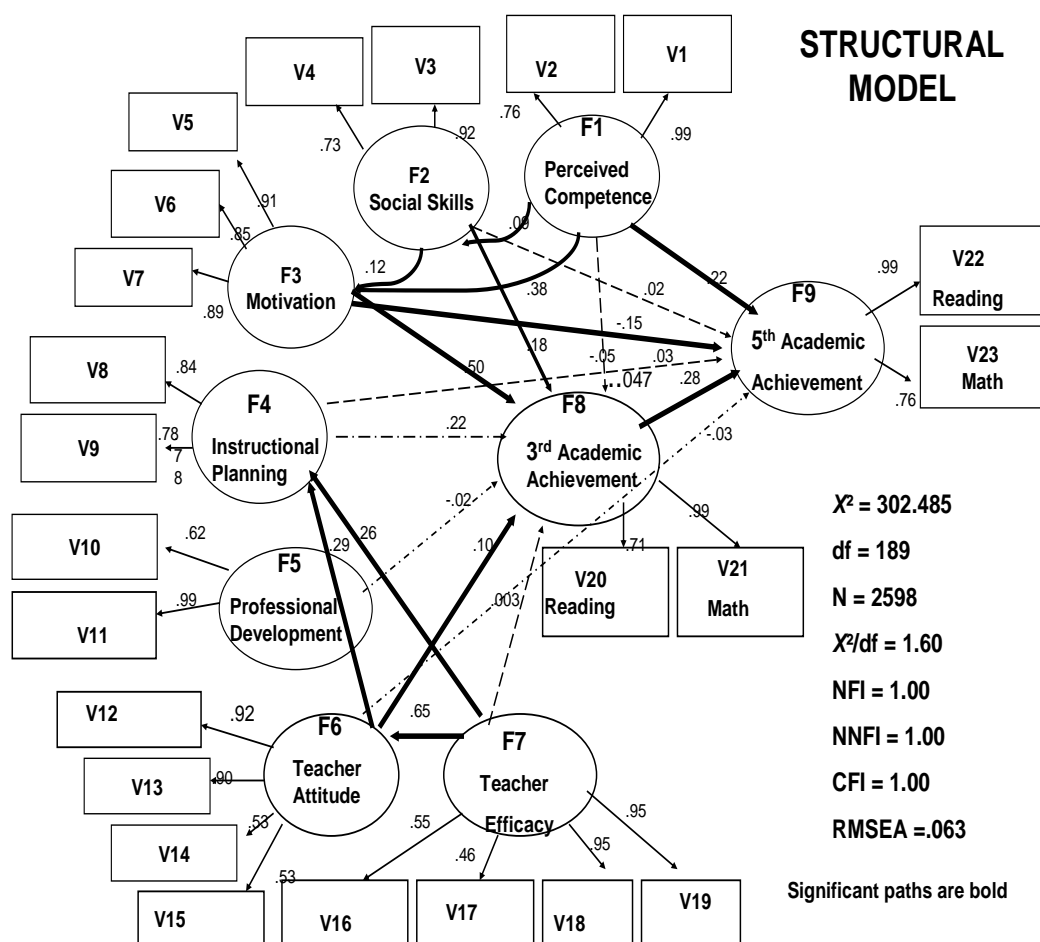 STRUCTURAL
MODEL
V4
V3
V2
V1
V5
.73
.92
.76
F1
.99
F2
Social Skills
Perceived
Competence
V6
.91
.85
.09
V7
F3
Motivation
.89
.12
.38
.02
.22
.99
V22
Reading
F9
5th Academic
Achievement
-.15
.18
.50
-.05
.03
..047
.28
V23
Math
.76
V8
.84
F4
Instructional
Planning
V9
.78
7
8
.22
F8
3rd Academic
Achievement
-.03
-.02
V10
.62
F5
Professional
Development
.99
V11
.29
.26
.10
.003
.71
.99
V20
Reading
V21
Math
X² = 302.485
df = 189
N = 2598
X²/df = 1.60
NFI = 1.00
NNFI = 1.00
CFI = 1.00
RMSEA =.063
V12
.92
F6
Teacher
Attitude
.65
F7
Teacher
Efficacy
V13
.90
V14
.53
V15
.53
.55
.46
.95
.95
V16
V17
V18
V19
Significant paths are bold